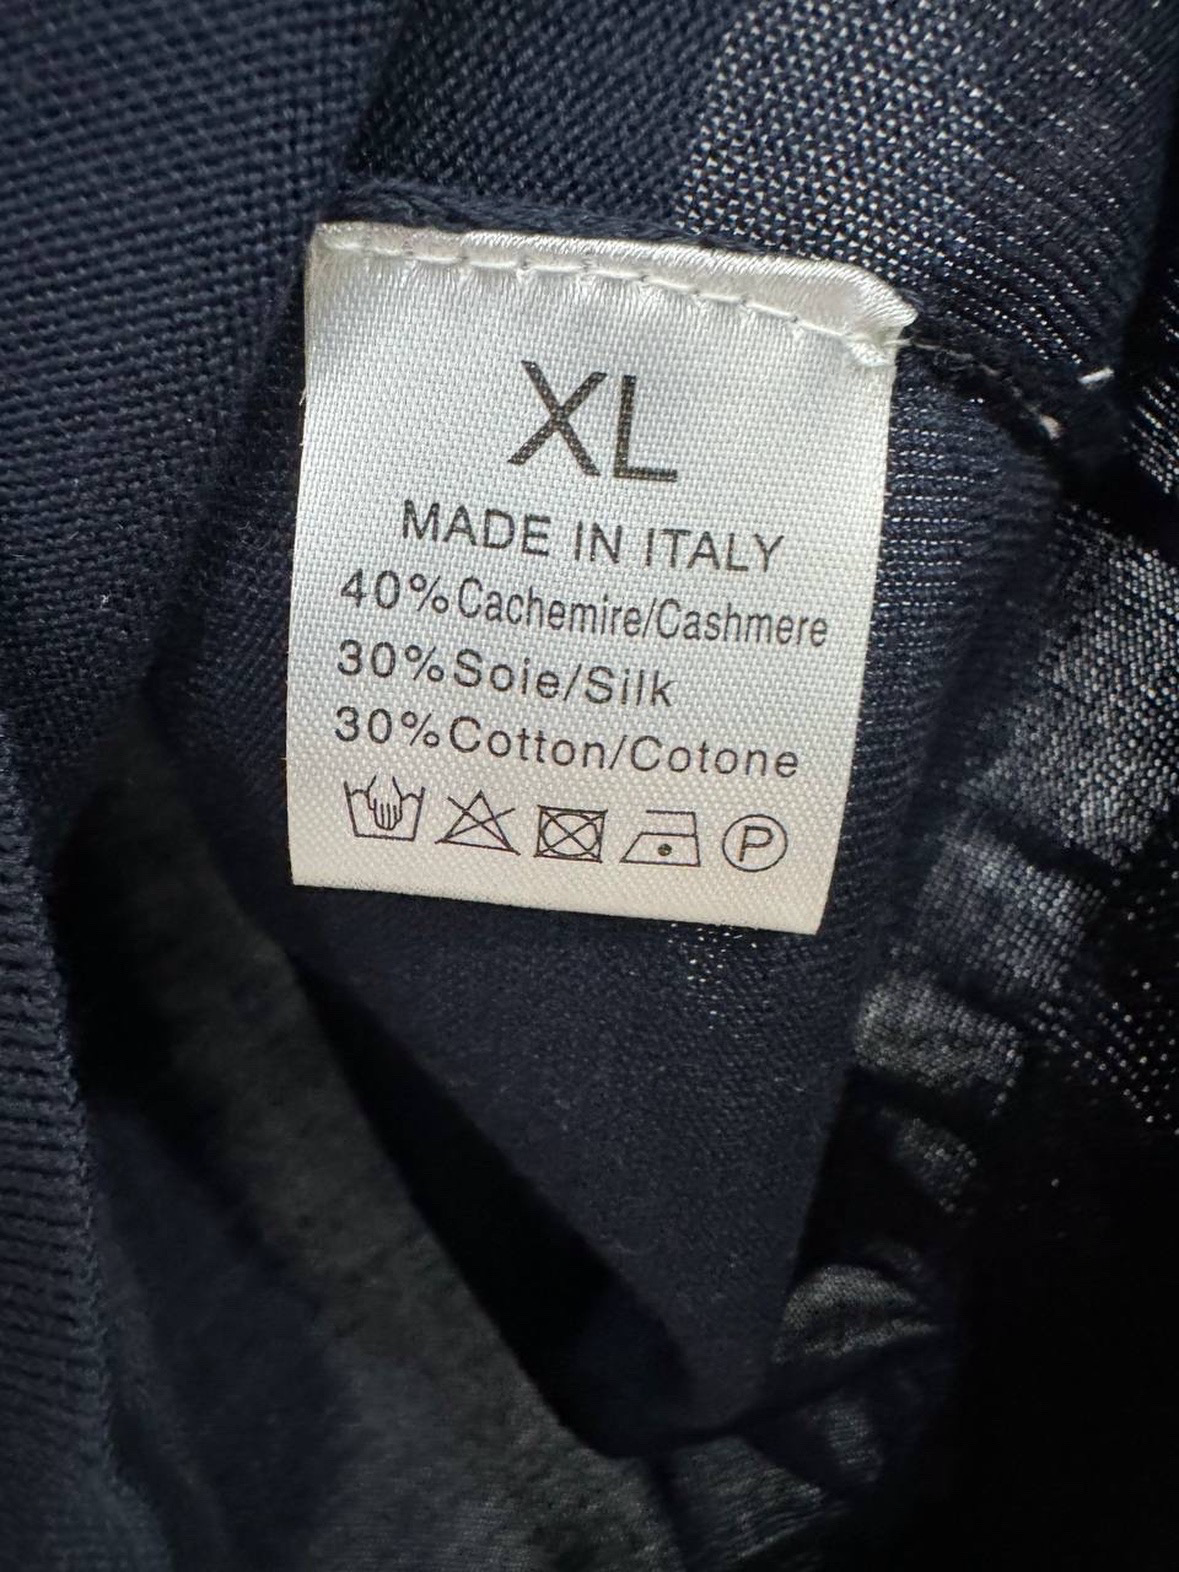 XL
MADE IN ITALY
40%Cachemire/Cashmere
30%Soie/Silk
30%Cotton/Cotone
P